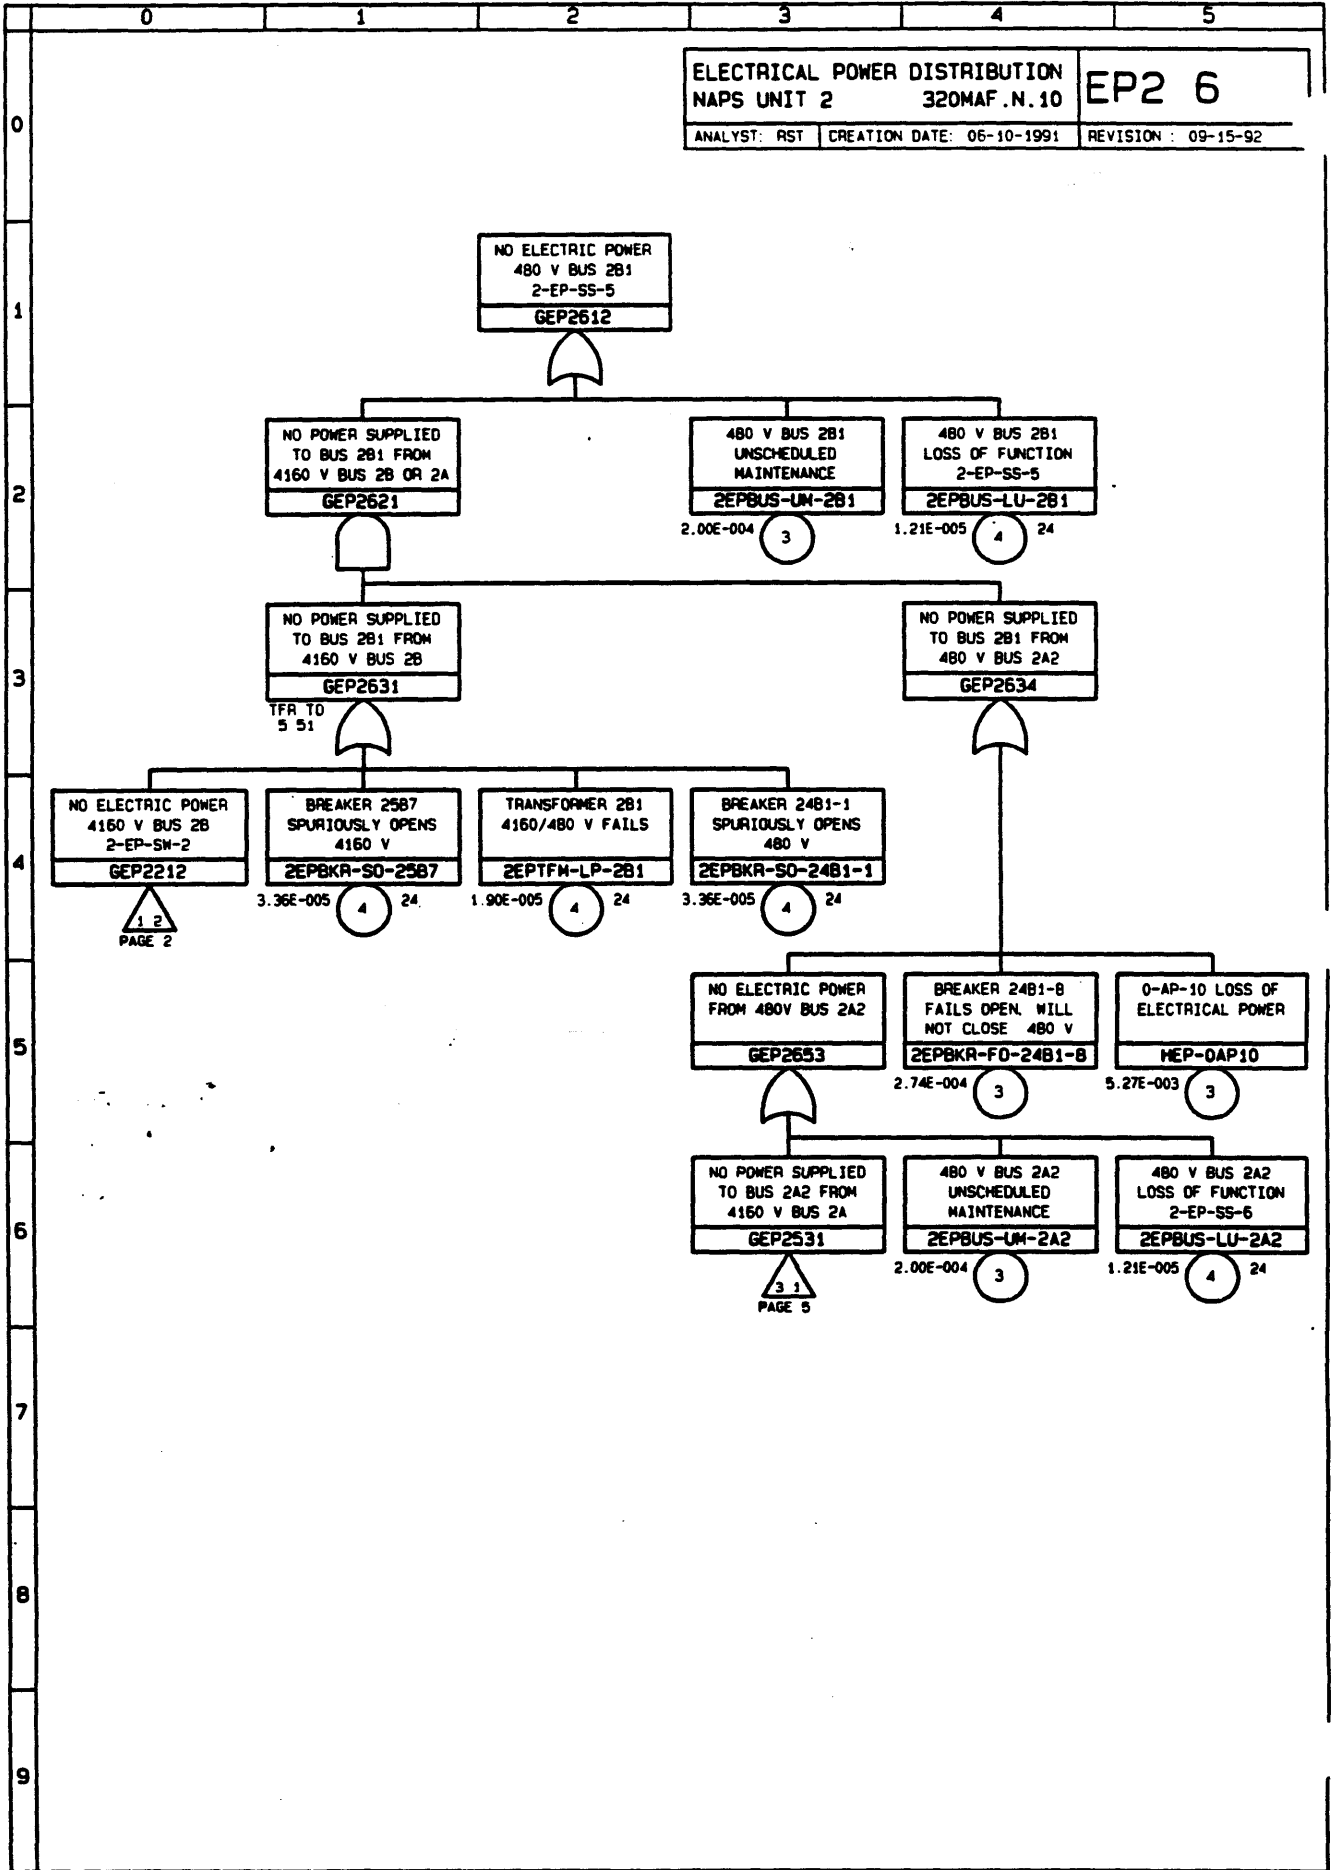 0 1 2 3 4 5
ELECTRICAL POWER DISTRIBUTION
NAPS UNIT 2 320MAF.N.10
EP2 6
ANALYST: RST CREATION DATE: 06-10-1991 REVISION : 09-15-92
0
NO ELECTRIC POWER
480 V BUS 2B1
2-EP-SS-5
GEP2612
1
NO POWER SUPPLIED
TO BUS 2B1 FROM
4160 V BUS 2B OR 2A
GEP2621
480 V BUS 2B1
UNSCHEDULED
MAINTENANCE
2EPBUS-UM-2B1
2.00E-004 3
480 V BUS 2B1
LOSS OF FUNCTION
2-EP-SS-5
2EPBUS-LU-2B1
1.21E-005 4 24
2
NO POWER SUPPLIED
TO BUS 2B1 FROM
4160 V BUS 2B
GEP2631
TFR TO
5 51
NO POWER SUPPLIED
TO BUS 2B1 FROM
480 V BUS 2A2
GEP2634
3
NO ELECTRIC POWER
4160 V BUS 2B
2-EP-SW-2
GEP2212
1 2
PAGE 2
BREAKER 25B7
SPURIOUSLY OPENS
4160 V
2EPBKR-SO-25B7
3.36E-005 4 24
TRANSFORMER 2B1
4160/480 V FAILS
2EPTFM-LP-2B1
1.90E-005 4 24
BREAKER 24B1-1
SPURIOUSLY OPENS
480 V
2EPBKR-SO-24B1-1
3.36E-005 4 24
4
NO ELECTRIC POWER
FROM 480V BUS 2A2
GEP2653
BREAKER 24B1-8
FAILS OPEN. WILL
NOT CLOSE 480 V
2EPBKR-FO-24B1-8
2.74E-004 3
0-AP-10 LOSS OF
ELECTRICAL POWER
HEP-0AP10
5.27E-003 3
5
NO POWER SUPPLIED
TO BUS 2A2 FROM
4160 V BUS 2A
GEP2531
3 1
PAGE 5
480 V BUS 2A2
UNSCHEDULED
MAINTENANCE
2EPBUS-UM-2A2
2.00E-004 3
480 V BUS 2A2
LOSS OF FUNCTION
2-EP-SS-6
2EPBUS-LU-2A2
1.21E-005 4 24
6
7
8
9